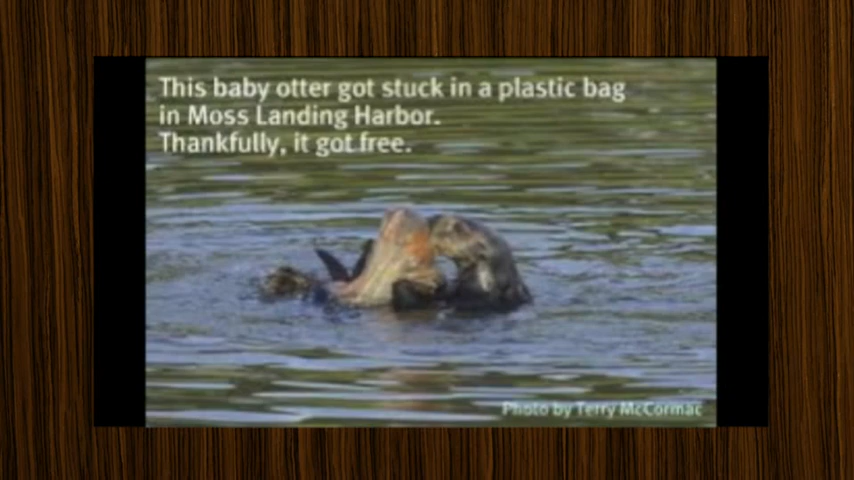 This baby otter got stuck in a plastic bag
in Moss Landing Harbor.
Thankfully, it got free.
Photo by Terry McCormac